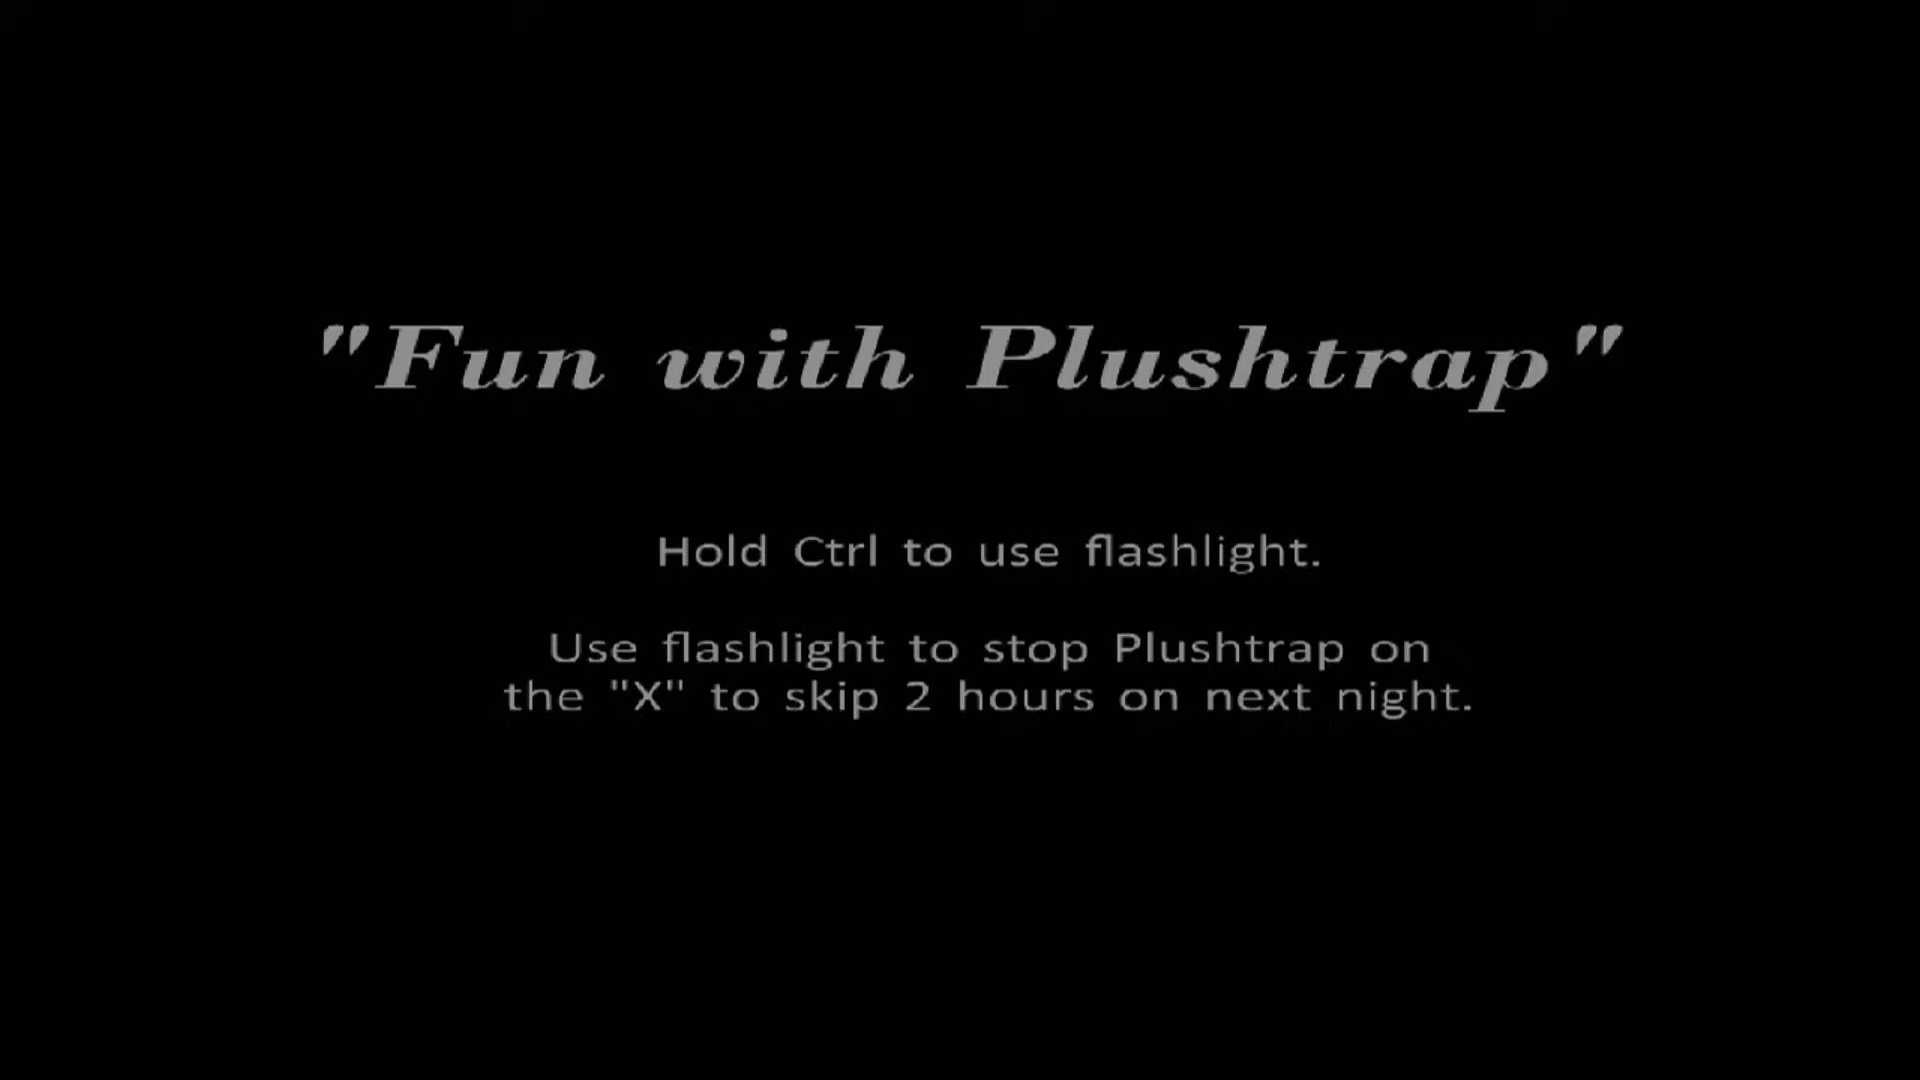 "Fun with Plushtrap"
Hold Ctrl to use flashlight.
Use flashlight to stop Plushtrap on
the "X" to skip 2 hours on next night.